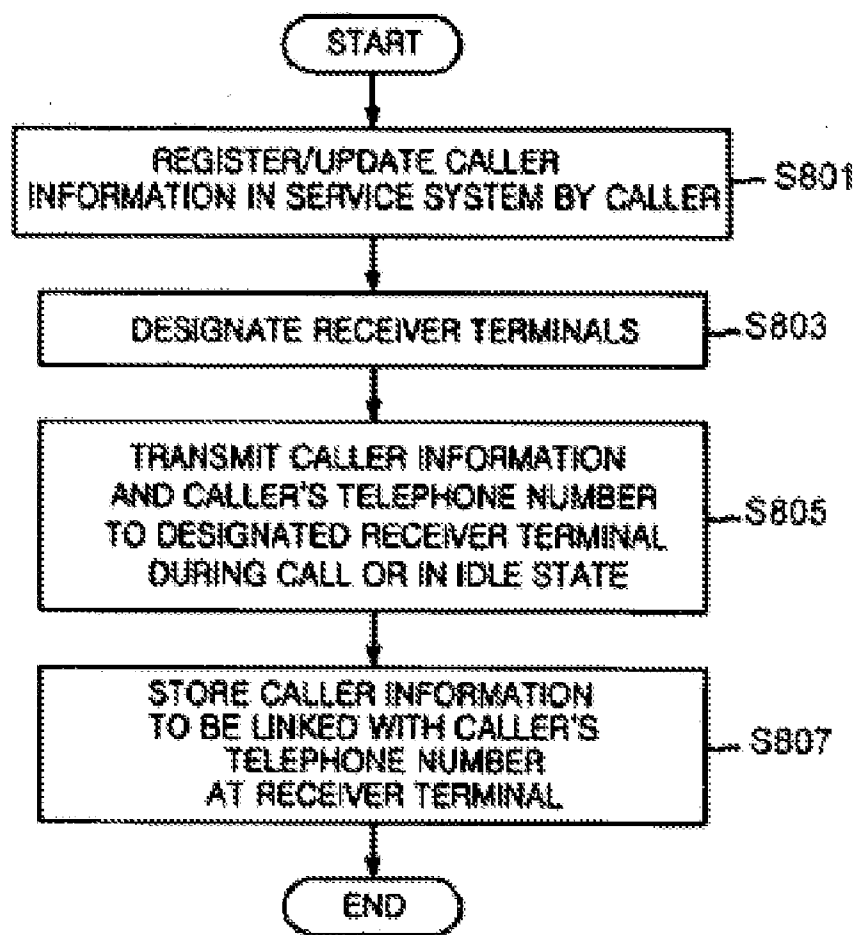 START
REGISTER/UPDATE CALLER
INFORMATION IN SERVICE SYSTEM BY CALLER
S801
DESIGNATE RECEIVER TERMINALS
S803
TRANSMIT CALLER INFORMATION
AND CALLER'S TELEPHONE NUMBER
TO DESIGNATED RECEIVER TERMINAL
DURING CALL OR IN IDLE STATE
S805
STORE CALLER INFORMATION
TO BE LINKED WITH CALLER'S
TELEPHONE NUMBER
AT RECEIVER TERMINAL
S807
END